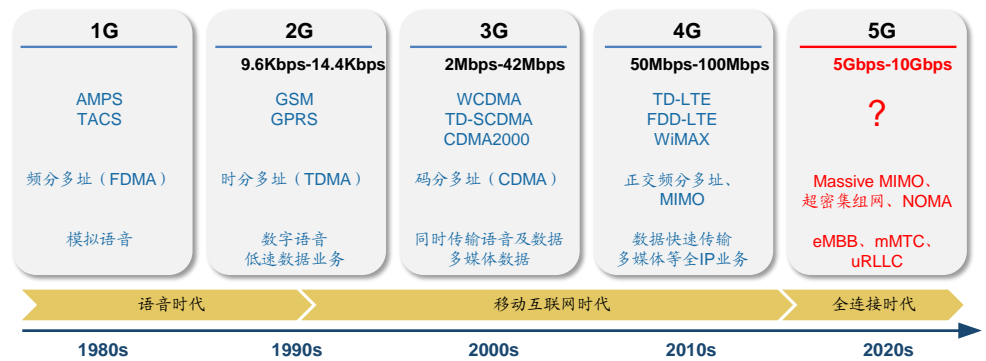 1G
AMPS
TACS
频分多址（FDMA）
模拟语音
2G
9.6Kbps-14.4Kbps
GSM
GPRS
时分多址（TDMA）
数字语音
低速数据业务
3G
2Mbps-42Mbps
WCDMA
TD-SCDMA
CDMA2000
码分多址（CDMA）
同时传输语音及数据
多媒体数据
4G
50Mbps-100Mbps
TD-LTE
FDD-LTE
WiMAX
正交频分多址、
MIMO
数据快速传输
多媒体等全IP业务
5G
5Gbps-10Gbps
?
Massive MIMO、
超密集组网、NOMA
eMBB、mMTC、
uRLLC
语音时代
移动互联网时代
全连接时代
1980s
1990s
2000s
2010s
2020s